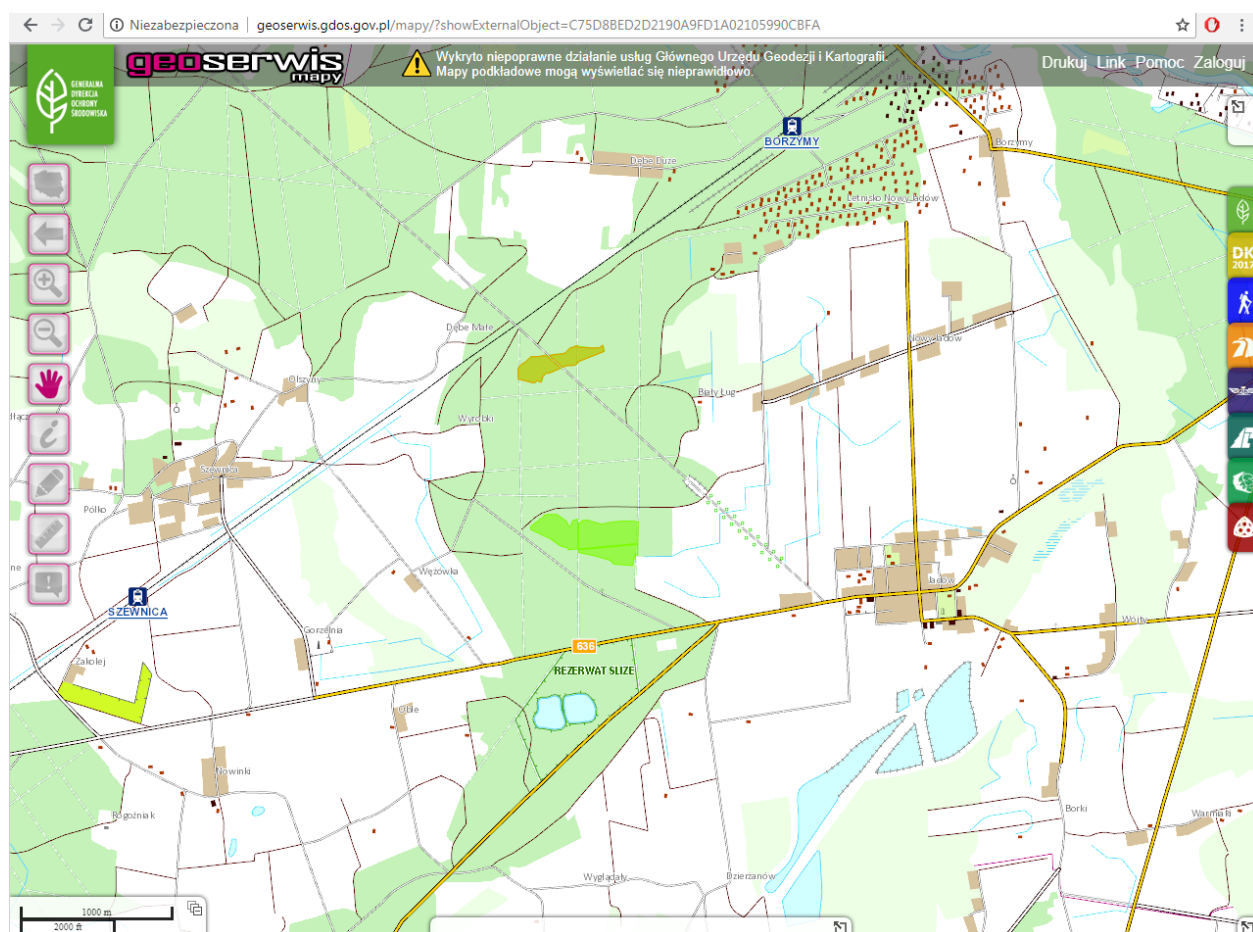 Niezabezpieczona
geoserwis.gdos.gov.pl/mapy/?showExternalObject=C75D8BED2D2190A9FD1A02105990CBFA
GENERALNA
DYREKCJA
OCHRONY
ŚRODOWISKA
geoserwis
mapy
Wykryto niepoprawne działanie usług Głównego Urzędu Geodezji i Kartografii.
Mapy podkładowe mogą wyświetlać się nieprawidłowo.
Drukuj Link Pomoc Zaloguj
BORZYMY
Borzymy
Dębe Duże
Letnisko Nowy Jadów
DK
2017
Dębe Małe
Nowy Jadów
Olszyny
Biały Ług
Wyrobki
Szewnica
Półko
Wężówka
Jadów
SZEWNICA
Wójty
Gorzelnia
636
Zakolej
REZERWAT ŚLIŻE
Oble
Nowinki
Rogoźniak
Borki
Warmiaki
Wyglądały
Dzierzanów
1000 m
2000 ft